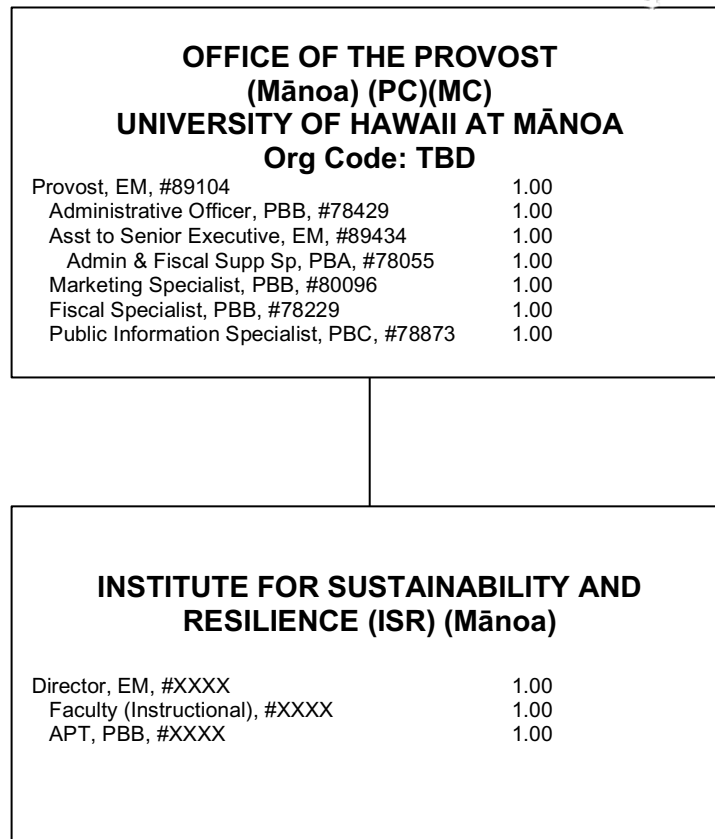 OFFICE OF THE PROVOST
(Mānoa) (PC)(MC)
UNIVERSITY OF HAWAII AT MĀNOA
Org Code: TBD
Provost, EM, #89104 1.00
Administrative Officer, PBB, #78429 1.00
Asst to Senior Executive, EM, #89434 1.00
Admin & Fiscal Supp Sp, PBA, #78055 1.00
Marketing Specialist, PBB, #80096 1.00
Fiscal Specialist, PBB, #78229 1.00
Public Information Specialist, PBC, #78873 1.00
INSTITUTE FOR SUSTAINABILITY AND
RESILIENCE (ISR) (Mānoa)
Director, EM, #XXXX 1.00
Faculty (Instructional), #XXXX 1.00
APT, PBB, #XXXX 1.00